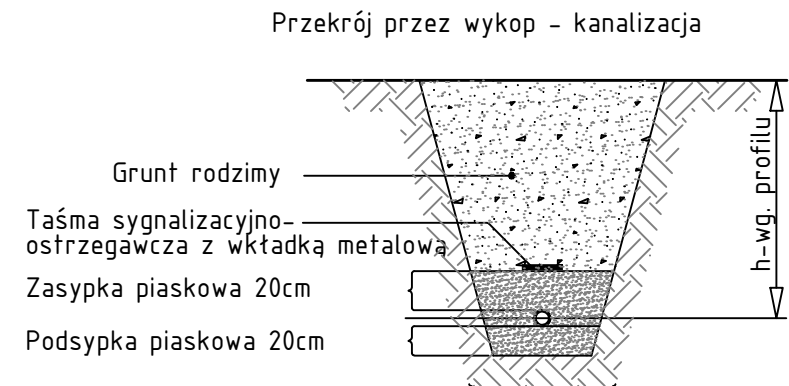 Przekrój przez wykop - kanalizacja
Grunt rodzimy
Taśma sygnalizacyjno-
ostrzegawcza z wkładką metalową
Zasypka piaskowa 20cm
Podsypka piaskowa 20cm
h-wg. profilu